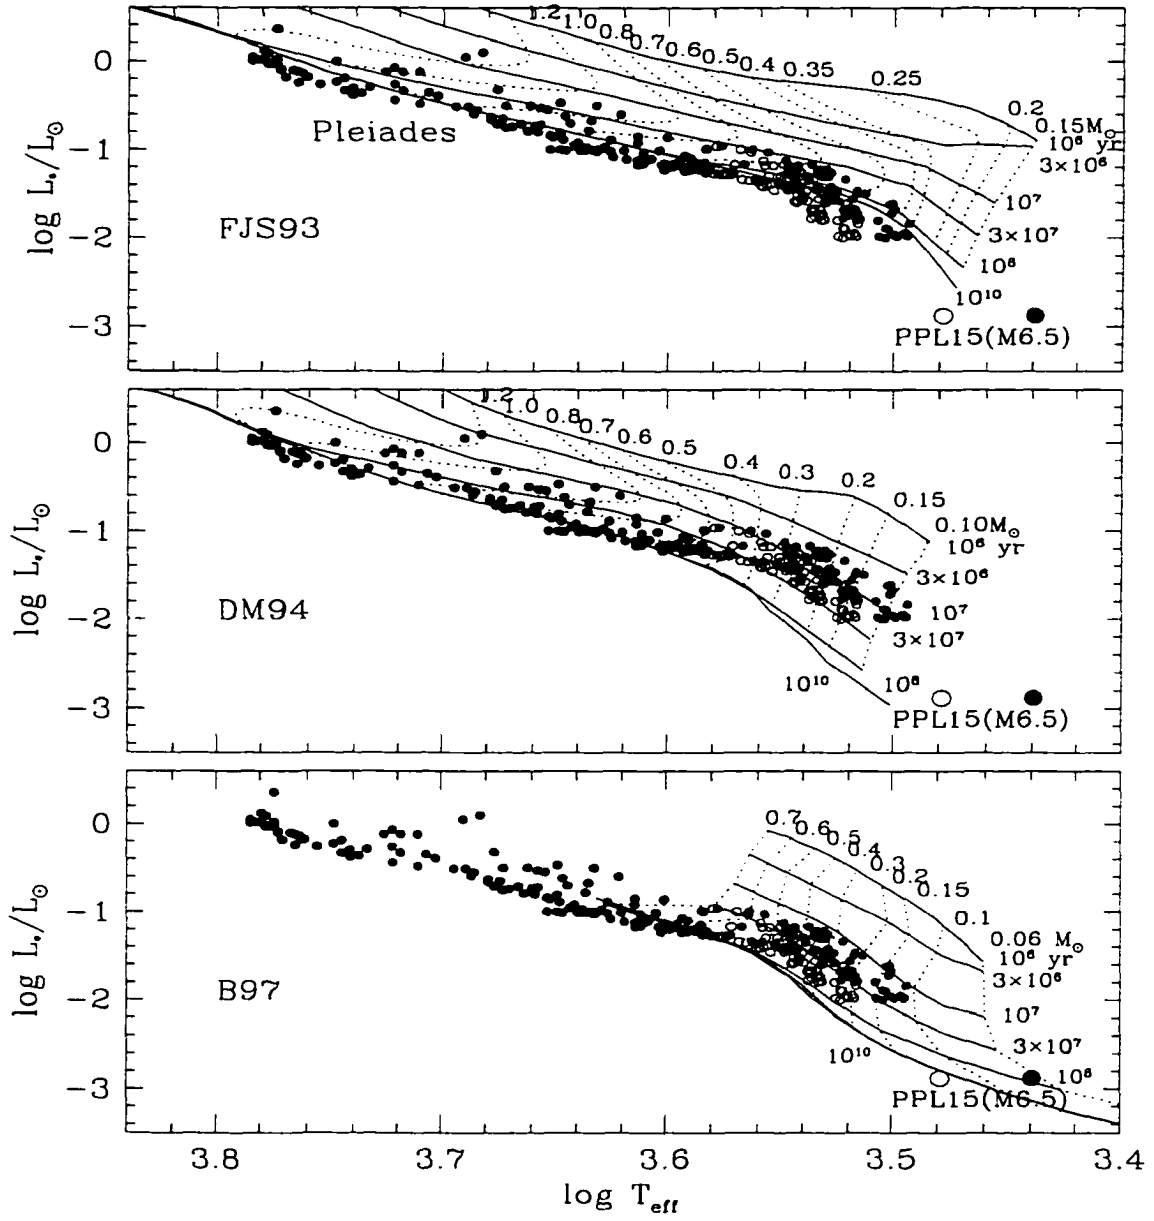 1.2 1.0 0.8 0.7 0.6 0.5 0.4 0.35 0.25 0.2
0.15M⊙
10⁶ yr
3×10⁶
10⁷
3×10⁷
10⁸
10¹⁰
Pleiades
FJS93
PPL15(M6.5)
0
−1
−2
−3
log L*/L⊙
1.2 1.0 0.8 0.7 0.6 0.5 0.4 0.3 0.2 0.15
0.10M⊙
10⁶ yr
3×10⁶
10⁷
3×10⁷
10⁸
10¹⁰
DM94
PPL15(M6.5)
0
−1
−2
−3
log L*/L⊙
0.7 0.6 0.5 0.4 0.3 0.2 0.15 0.1
0.06 M⊙
10⁶ yr
3×10⁶
10⁷
3×10⁷
10⁸
10¹⁰
B97
PPL15(M6.5)
0
−1
−2
−3
log L*/L⊙
3.8 3.7 3.6 3.5 3.4
log Teff